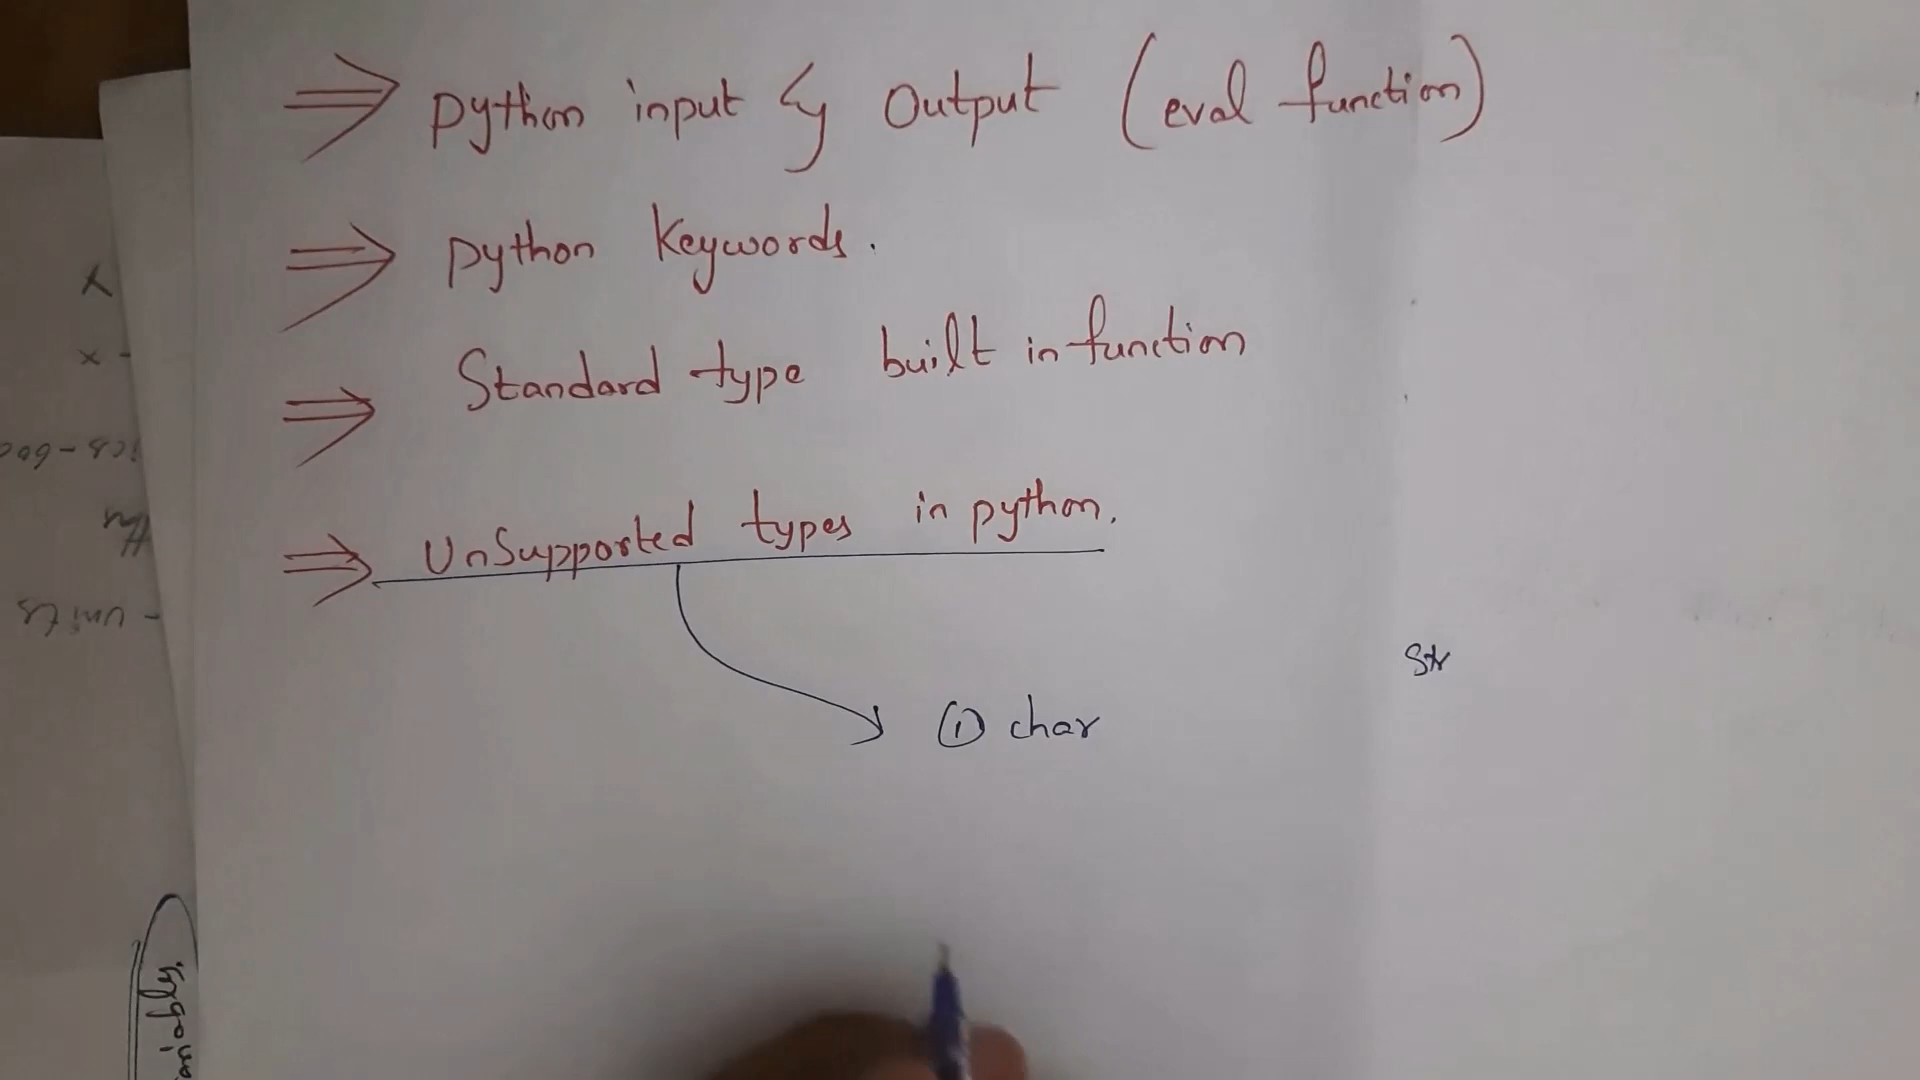 ⇒ python input & Output (eval function)
⇒ python Keywords.
⇒ Standard type built in function
⇒ UnSupported types in python.
Str
① char
- units